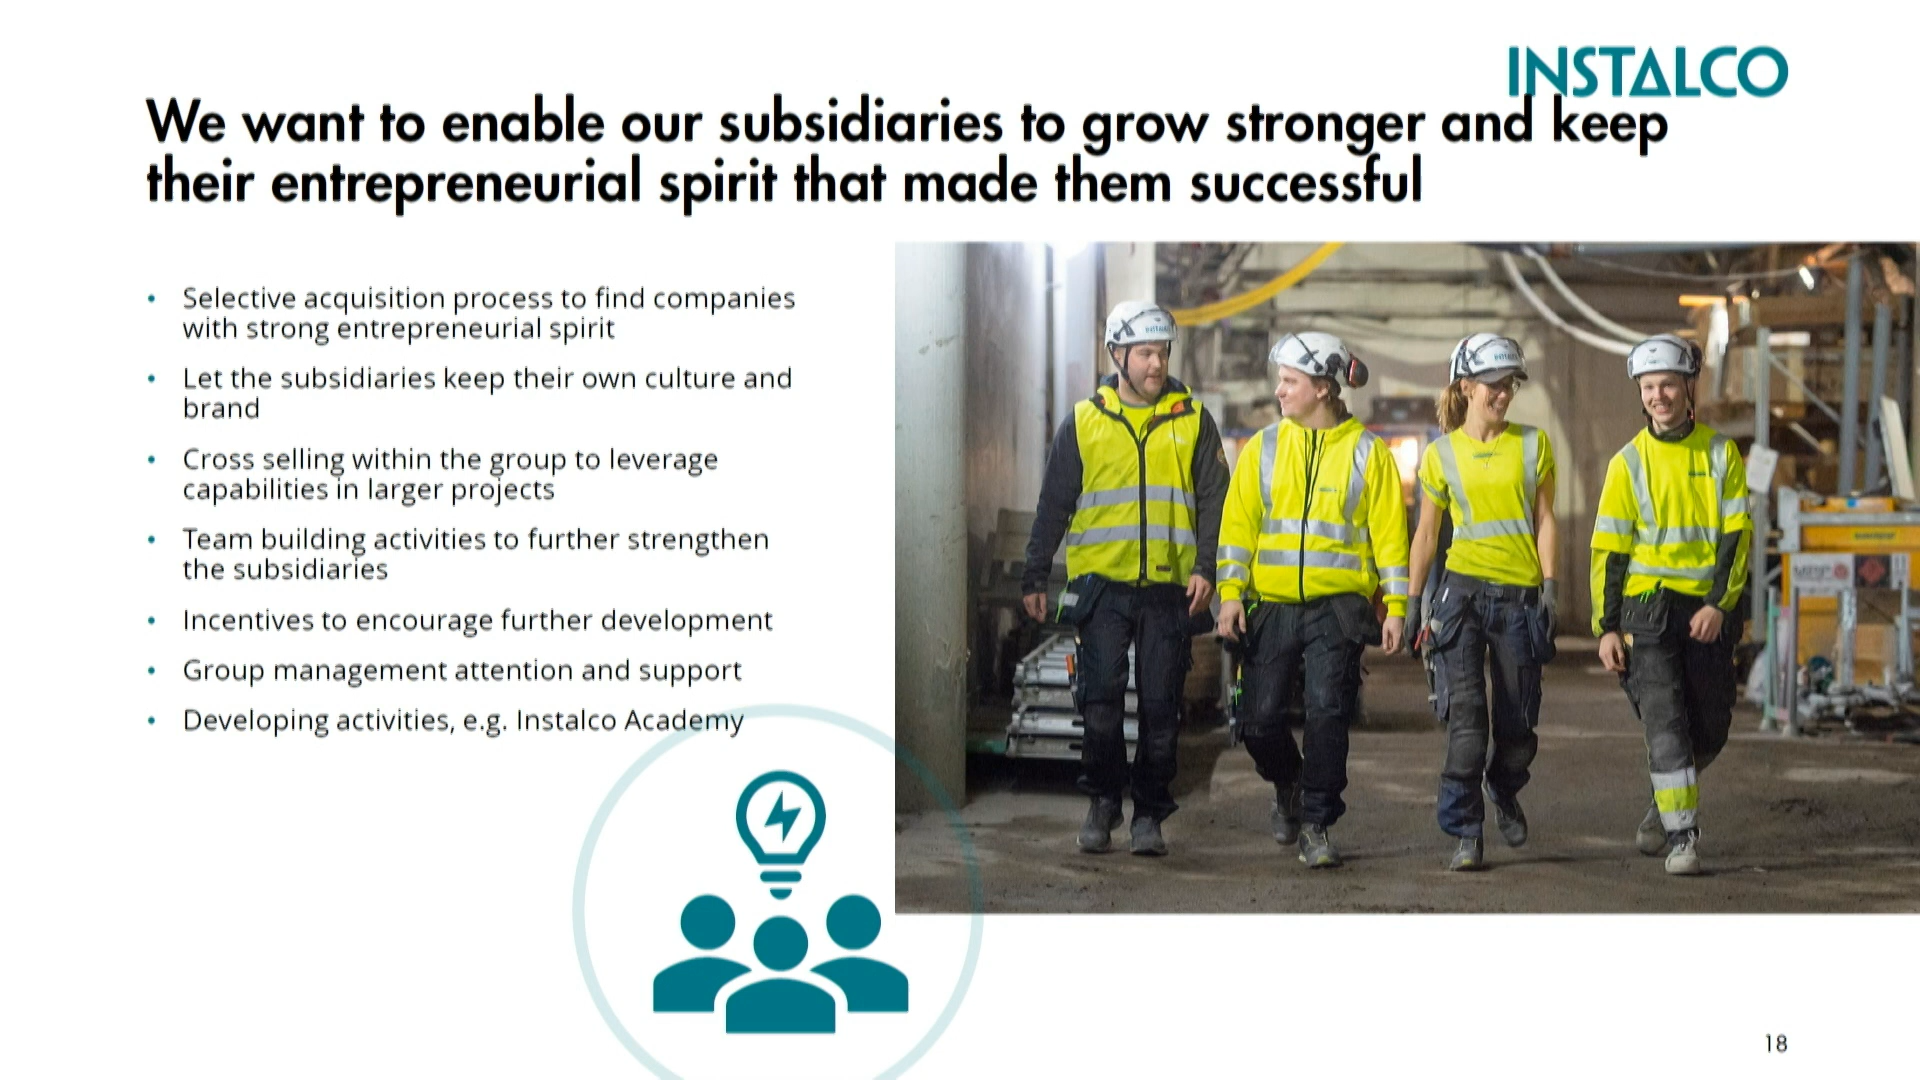 INSTALCO
We want to enable our subsidiaries to grow stronger and keep
their entrepreneurial spirit that made them successful
• Selective acquisition process to find companies
with strong entrepreneurial spirit
• Let the subsidiaries keep their own culture and
brand
• Cross selling within the group to leverage
capabilities in larger projects
• Team building activities to further strengthen
the subsidiaries
• Incentives to encourage further development
• Group management attention and support
• Developing activities, e.g. Instalco Academy
18